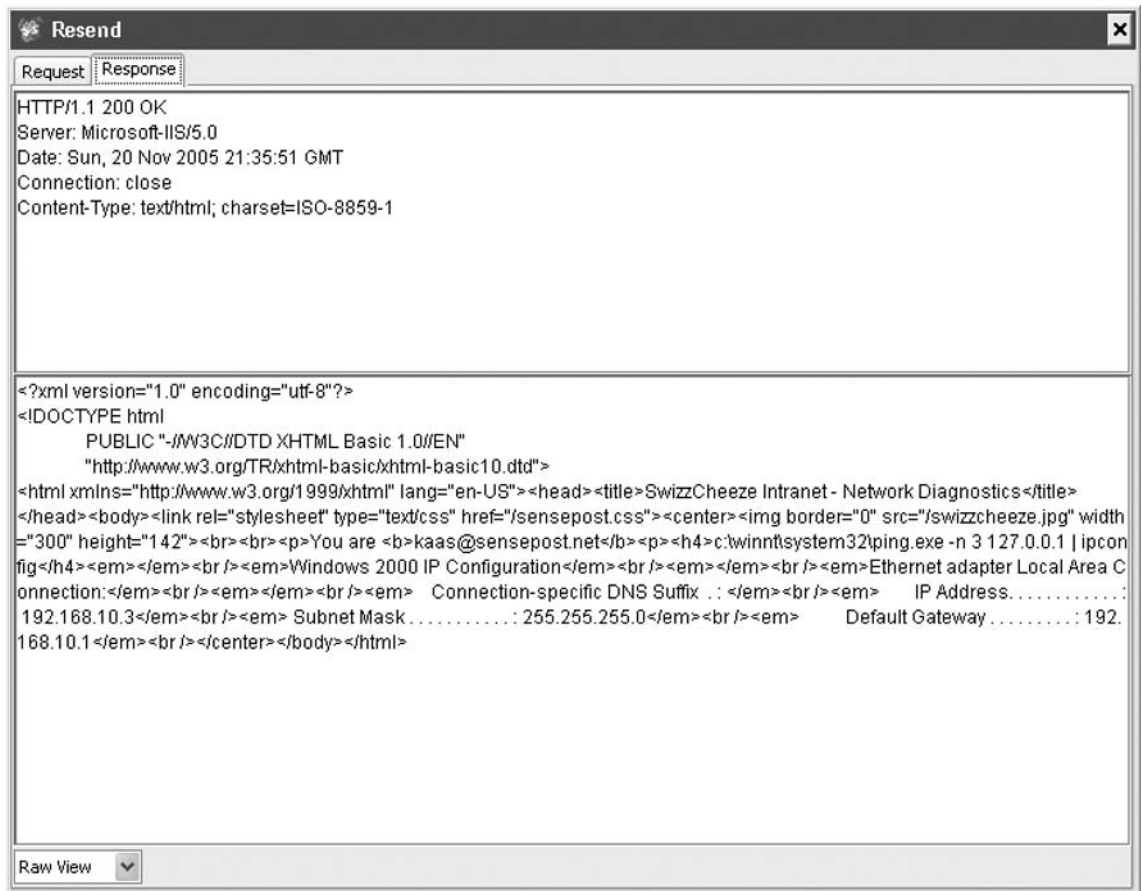 Resend
Request Response
HTTP/1.1 200 OK
Server: Microsoft-IIS/5.0
Date: Sun, 20 Nov 2005 21:35:51 GMT
Connection: close
Content-Type: text/html; charset=ISO-8859-1
<?xml version="1.0" encoding="utf-8"?>
<!DOCTYPE html
PUBLIC "-//W3C//DTD XHTML Basic 1.0//EN"
"http://www.w3.org/TR/xhtml-basic/xhtml-basic10.dtd">
<html xmlns="http://www.w3.org/1999/xhtml" lang="en-US"><head><title>SwizzCheeze Intranet - Network Diagnostics</title>
</head><body><link rel="stylesheet" type="text/css" href="/sensepost.css"><center><img border="0" src="/swizzcheeze.jpg" width
="300" height="142"><br><br><p>You are <b>kaas@sensepost.net</b><p><h4>c:\winnt\system32\ping.exe -n 3 127.0.0.1 | ipcon
fig</h4><em></em><br /><em>Windows 2000 IP Configuration</em><br /><em></em><br /><em>Ethernet adapter Local Area C
onnection:</em><br /><em></em><br /><em>   Connection-specific DNS Suffix  . : </em><br /><em>      IP Address. . . . . . . . . . . . :
192.168.10.3</em><br /><em> Subnet Mask . . . . . . . . . . . : 255.255.255.0</em><br /><em>      Default Gateway . . . . . . . . . : 192.
168.10.1</em><br /></center></body></html>
Raw View